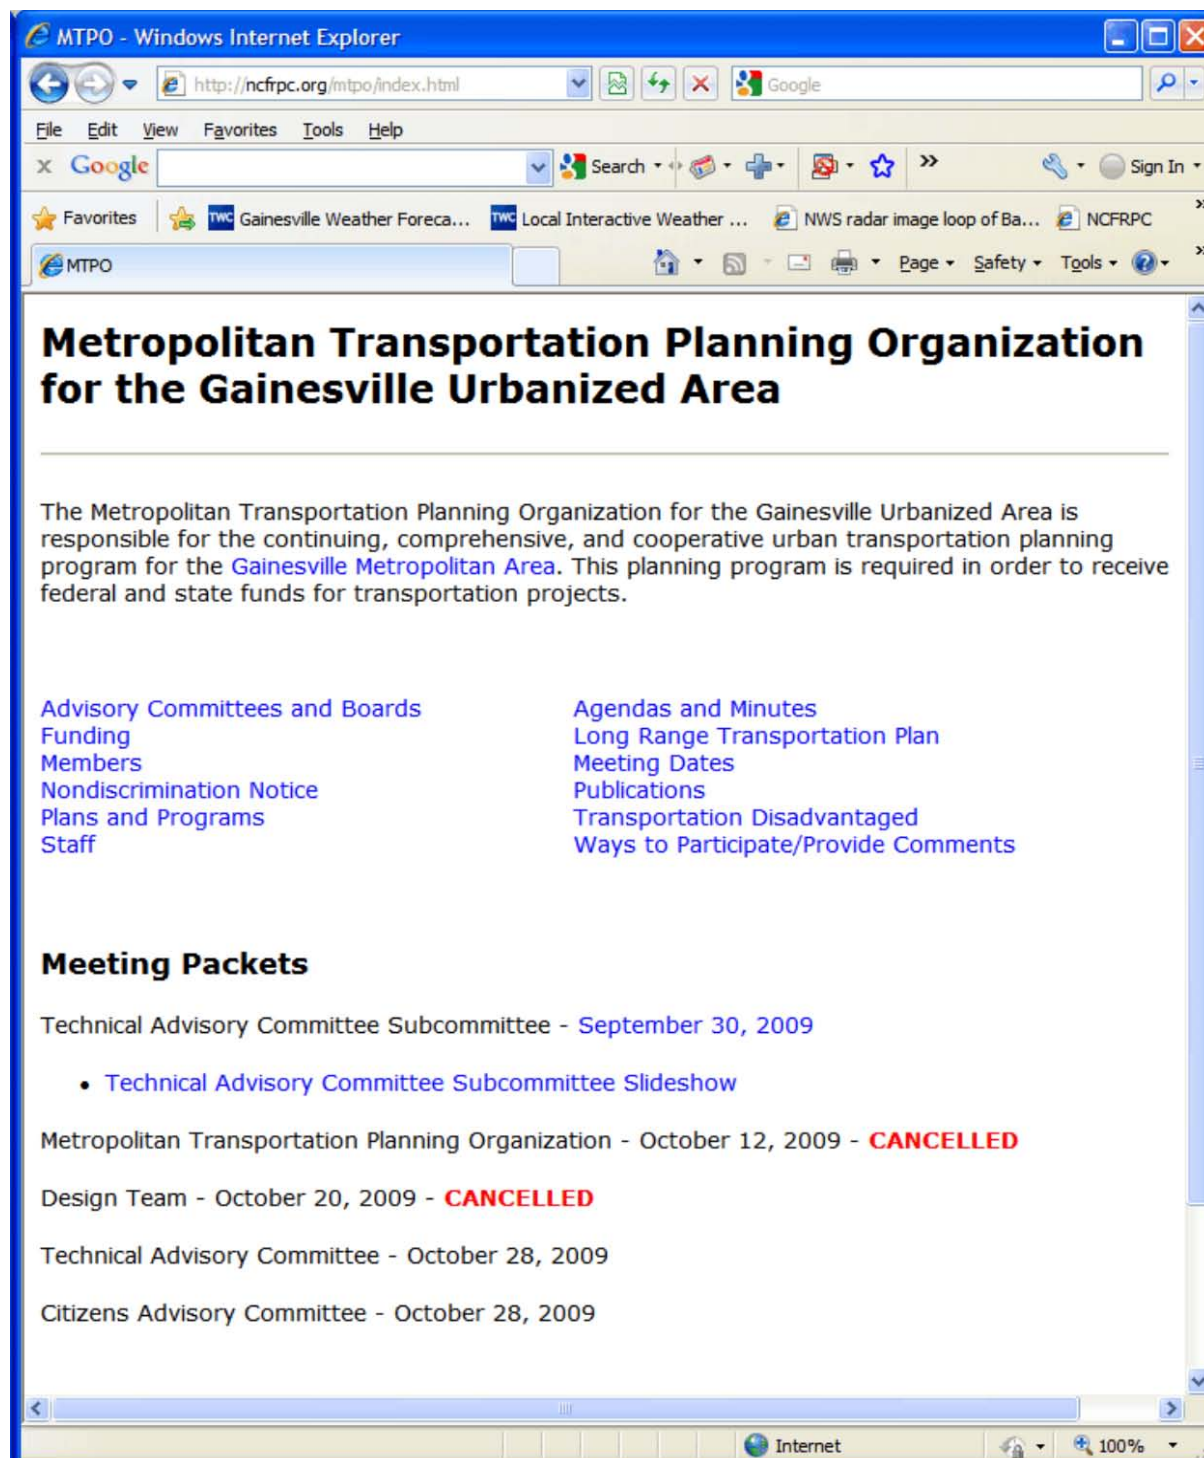 MTPO - Windows Internet Explorer
http://ncfrpc.org/mtpo/index.html
Google
File Edit View Favorites Tools Help
x Google Search Sign In
Favorites TWC Gainesville Weather Foreca... TWC Local Interactive Weather ... NWS radar image loop of Ba... NCFRPC
MTPO Page Safety Tools
Metropolitan Transportation Planning Organization
for the Gainesville Urbanized Area
The Metropolitan Transportation Planning Organization for the Gainesville Urbanized Area is
responsible for the continuing, comprehensive, and cooperative urban transportation planning
program for the Gainesville Metropolitan Area. This planning program is required in order to receive
federal and state funds for transportation projects.
Advisory Committees and Boards
Funding
Members
Nondiscrimination Notice
Plans and Programs
Staff
Agendas and Minutes
Long Range Transportation Plan
Meeting Dates
Publications
Transportation Disadvantaged
Ways to Participate/Provide Comments
Meeting Packets
Technical Advisory Committee Subcommittee - September 30, 2009
• Technical Advisory Committee Subcommittee Slideshow
Metropolitan Transportation Planning Organization - October 12, 2009 - CANCELLED
Design Team - October 20, 2009 - CANCELLED
Technical Advisory Committee - October 28, 2009
Citizens Advisory Committee - October 28, 2009
Internet 100%